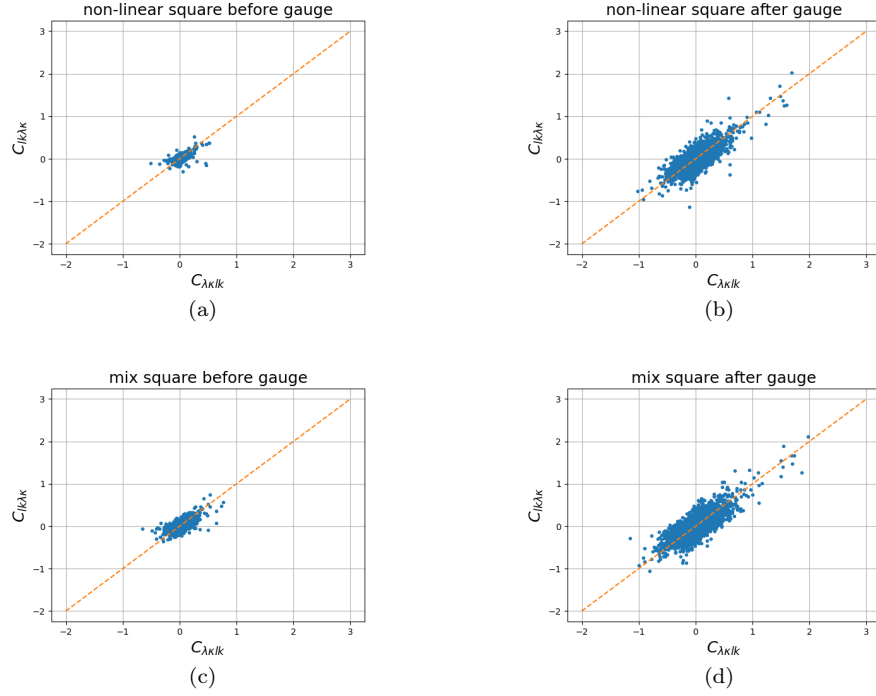 non-linear square before gauge
non-linear square after gauge
3
2
1
0
−1
−2
C_{lkλκ}
−2 −1 0 1 2 3
C_{λκlk}
3
2
1
0
−1
−2
C_{lkλκ}
−2 −1 0 1 2 3
C_{λκlk}
(a)
(b)
mix square before gauge
mix square after gauge
3
2
1
0
−1
−2
C_{lkλκ}
−2 −1 0 1 2 3
C_{λκlk}
3
2
1
0
−1
−2
C_{lkλκ}
−2 −1 0 1 2 3
C_{λκlk}
(c)
(d)